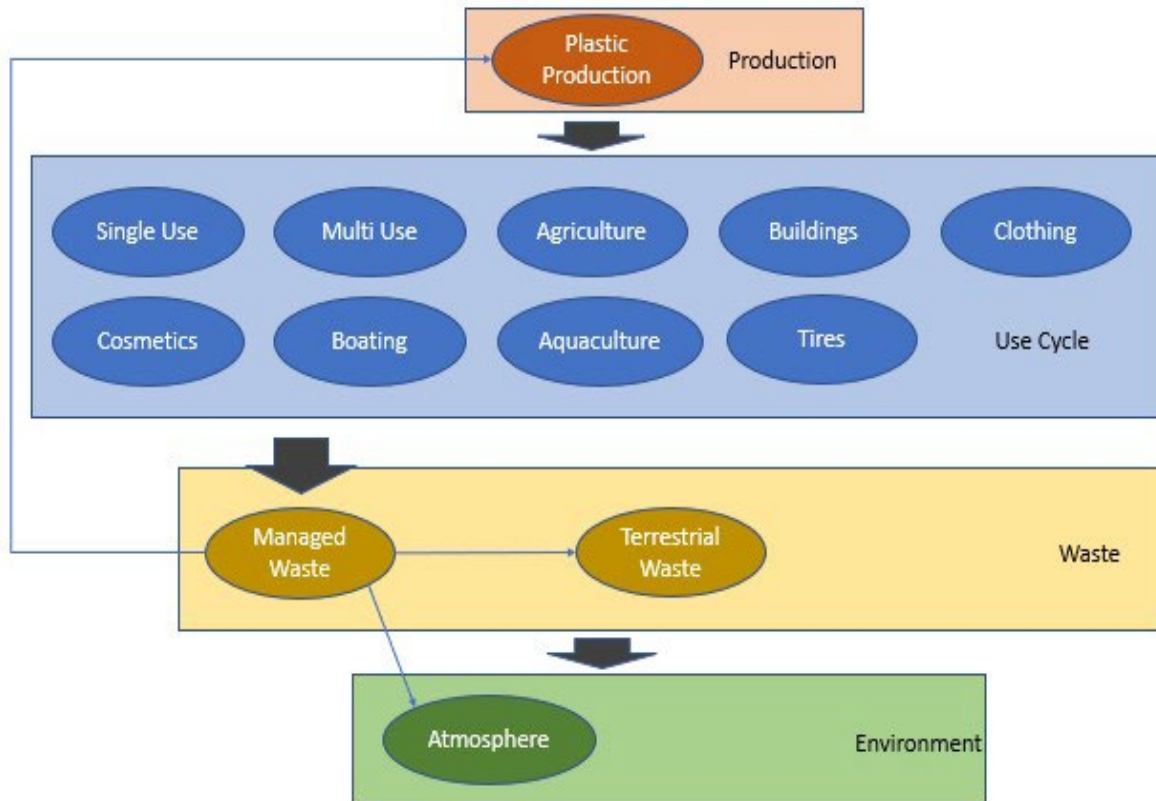 Plastic
Production
Production
Single Use
Multi Use
Agriculture
Buildings
Clothing
Cosmetics
Boating
Aquaculture
Tires
Use Cycle
Managed
Waste
Terrestrial
Waste
Waste
Atmosphere
Environment